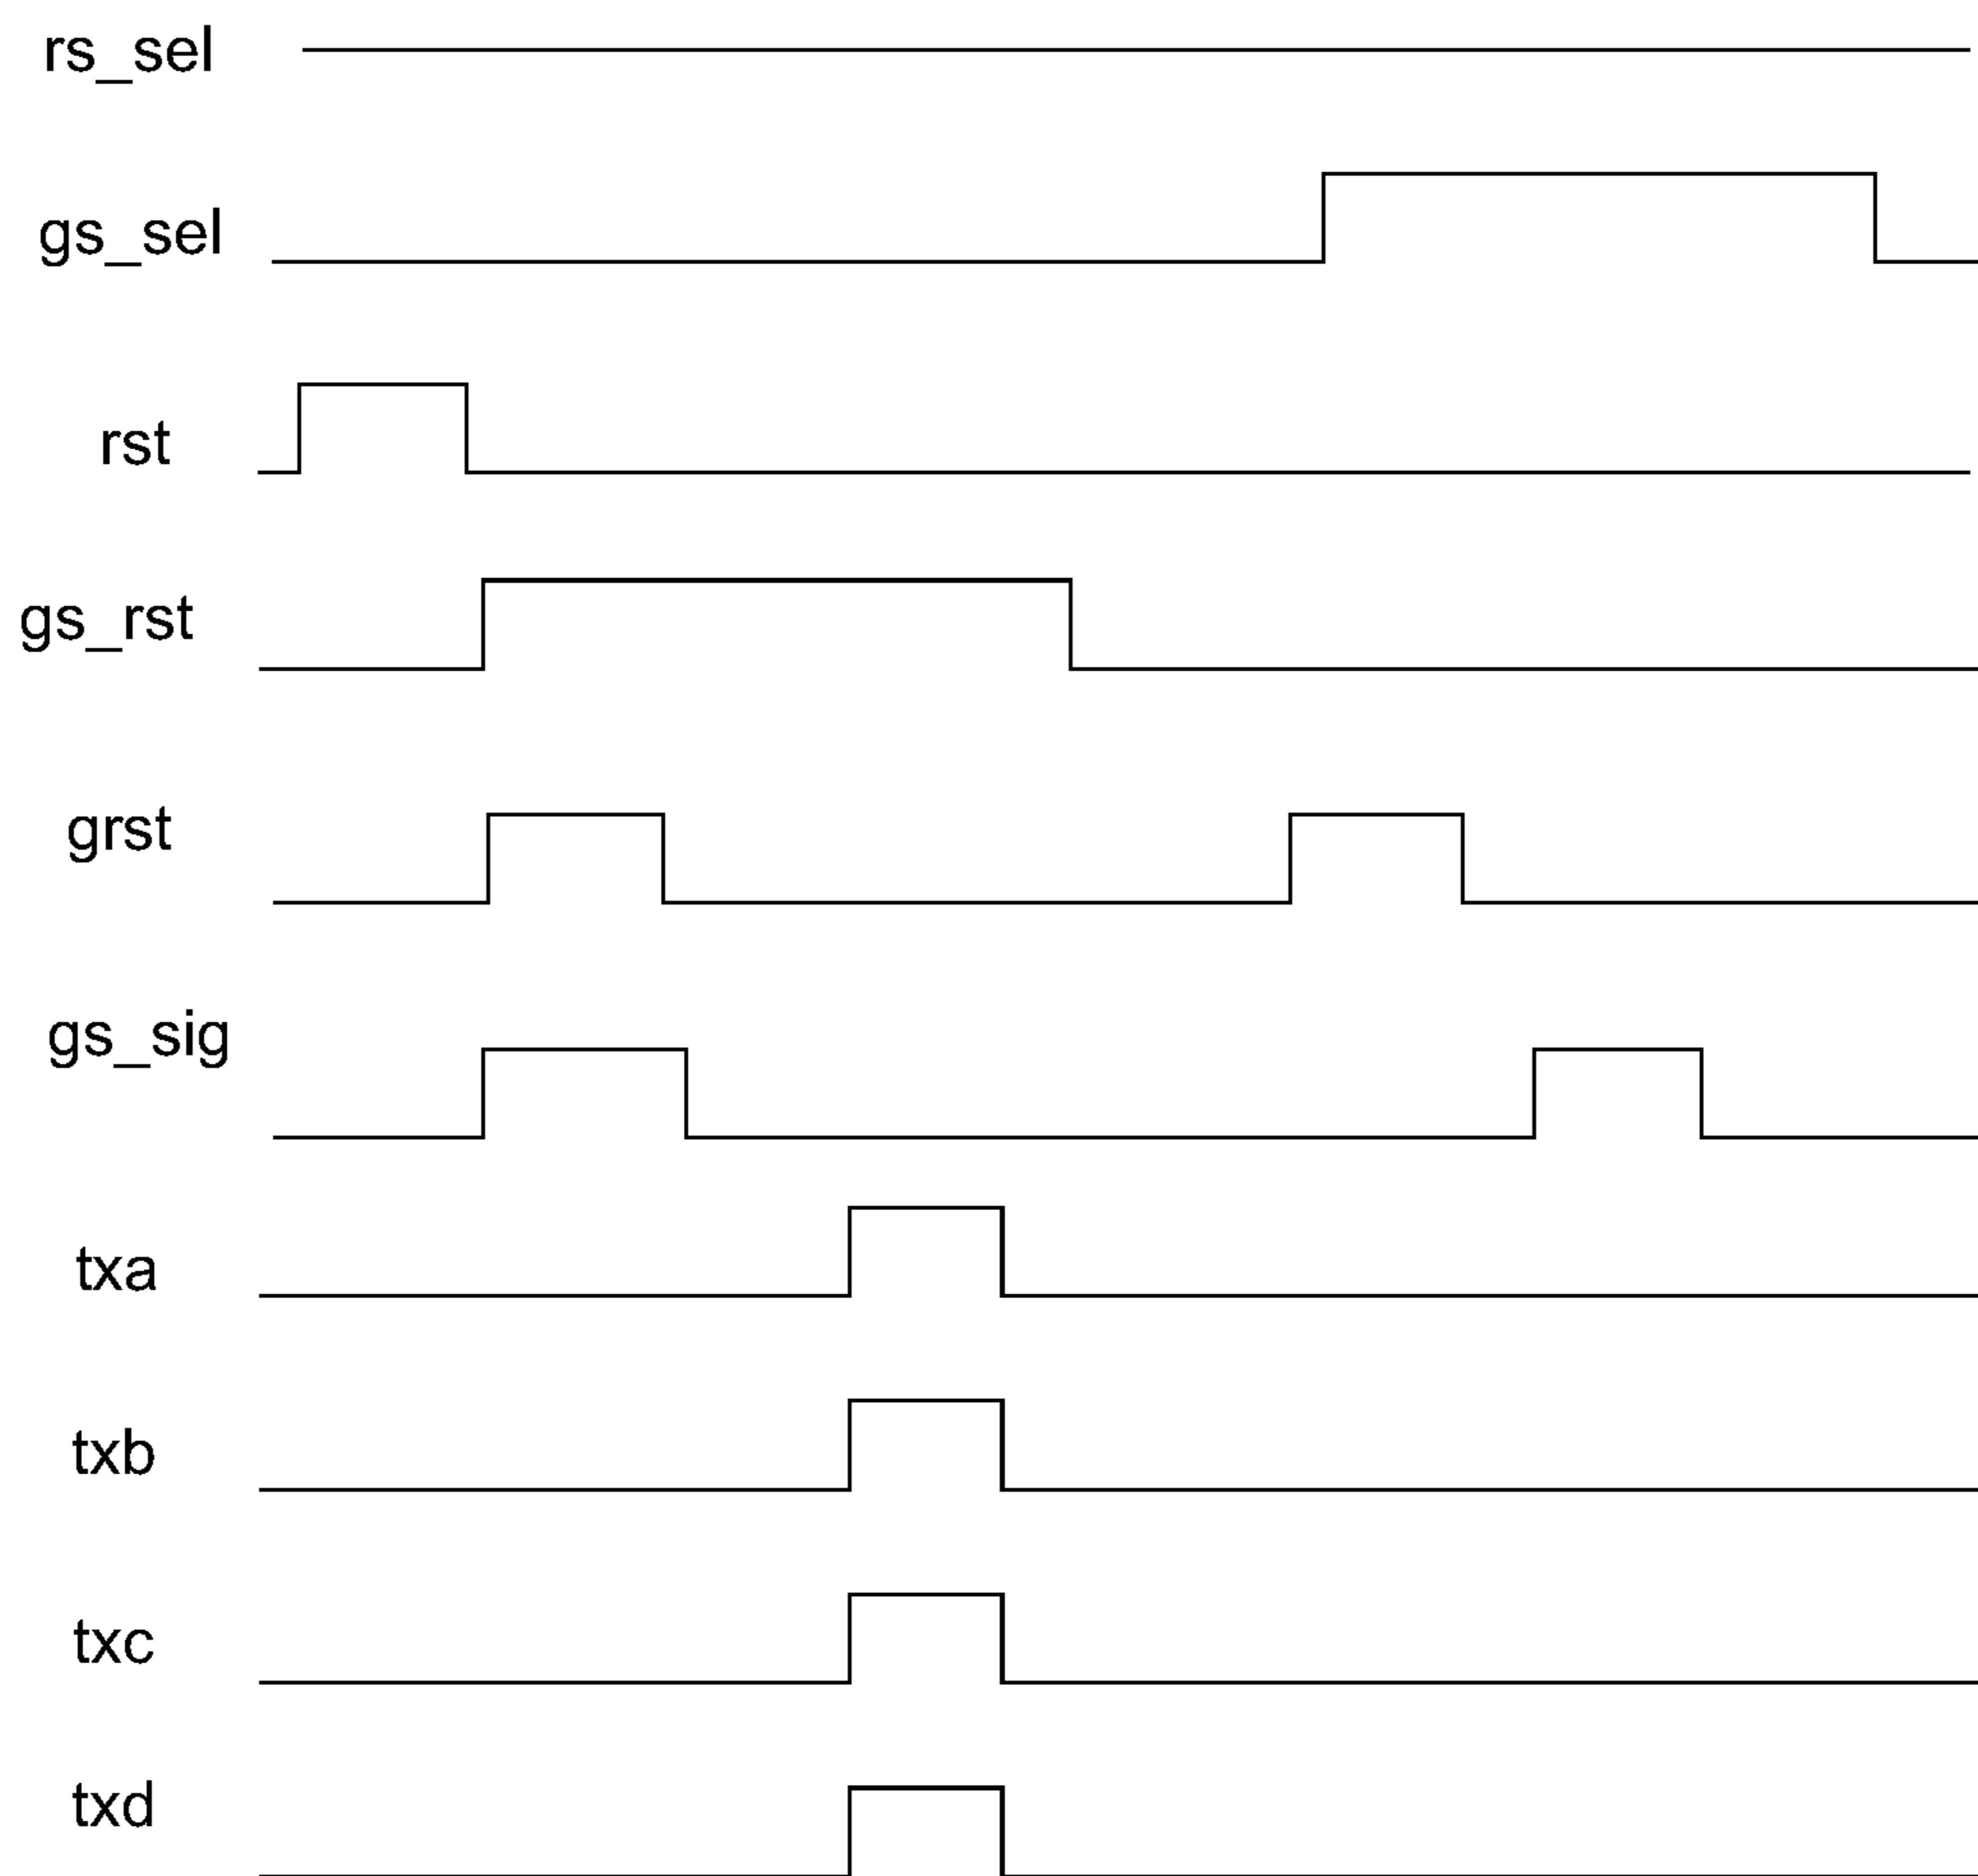 rs_sel
gs_sel
rst
gs_rst
grst
gs_sig
txa
txb
txc
txd